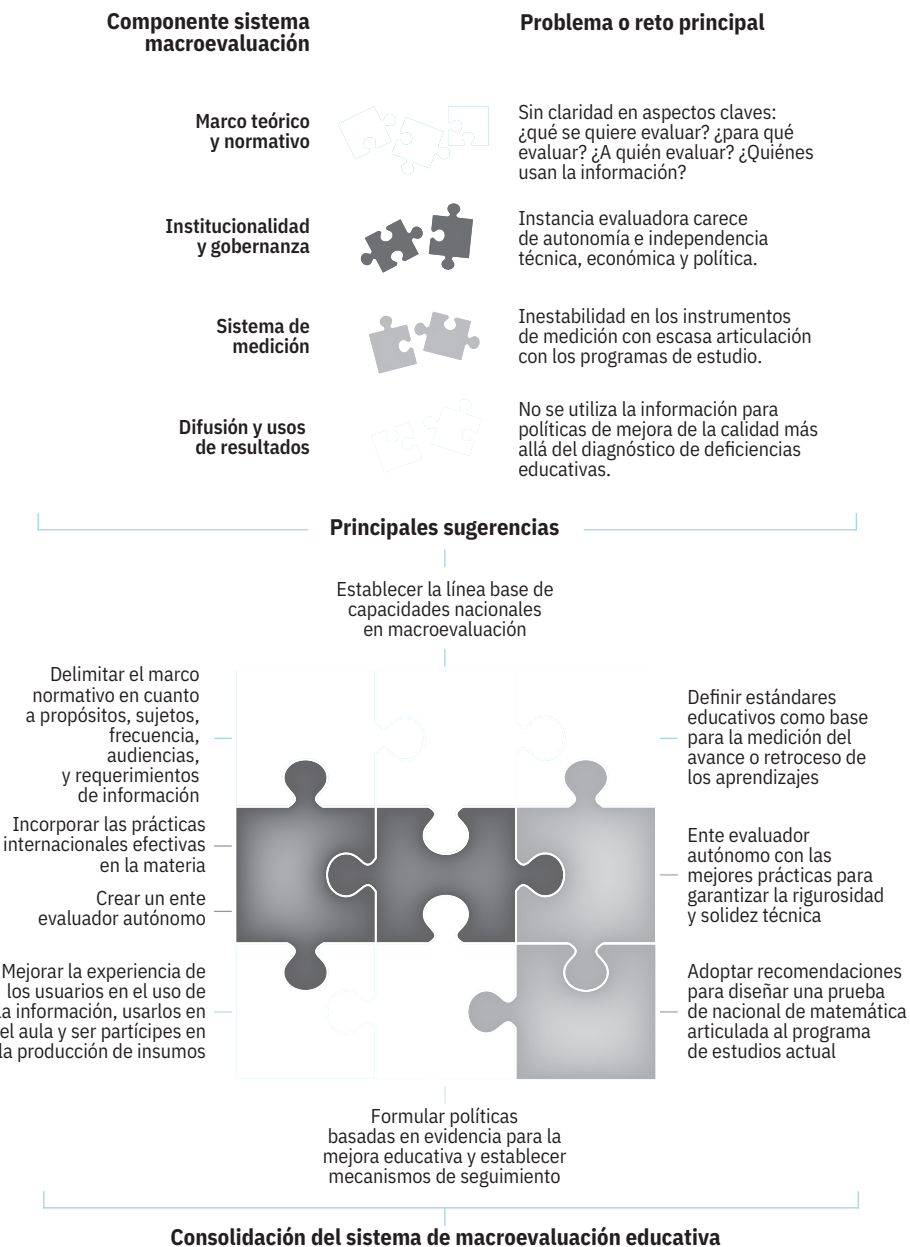 Componente sistema
macroevaluación
Problema o reto principal
Marco teórico
y normativo
Sin claridad en aspectos claves:
¿qué se quiere evaluar? ¿para qué
evaluar? ¿A quién evaluar? ¿Quiénes
usan la información?
Institucionalidad
y gobernanza
Instancia evaluadora carece
de autonomía e independencia
técnica, económica y política.
Sistema de
medición
Inestabilidad en los instrumentos
de medición con escasa articulación
con los programas de estudio.
Difusión y usos
de resultados
No se utiliza la información para
políticas de mejora de la calidad más
allá del diagnóstico de deficiencias
educativas.
Principales sugerencias
Establecer la línea base de
capacidades nacionales
en macroevaluación
Delimitar el marco
normativo en cuanto
a propósitos, sujetos,
frecuencia,
audiencias,
y requerimientos
de información
Incorporar las prácticas
internacionales efectivas
en la materia
Crear un ente
evaluador autónomo
Mejorar la experiencia de
los usuarios en el uso de
la información, usarlos en
el aula y ser partícipes en
la producción de insumos
Definir estándares
educativos como base
para la medición del
avance o retroceso de
los aprendizajes
Ente evaluador
autónomo con las
mejores prácticas para
garantizar la rigurosidad
y solidez técnica
Adoptar recomendaciones
para diseñar una prueba
de nacional de matemática
articulada al programa
de estudios actual
Formular políticas
basadas en evidencia para la
mejora educativa y establecer
mecanismos de seguimiento
Consolidación del sistema de macroevaluación educativa